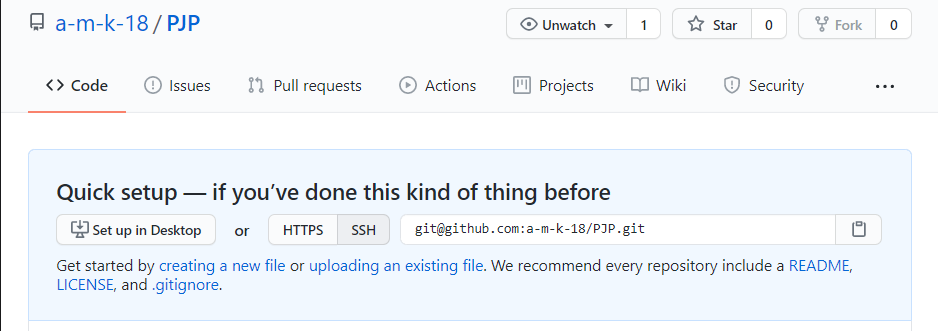 a-m-k-18 / PJP
Unwatch 1 Star 0 Fork 0
Code Issues Pull requests Actions Projects Wiki Security ...
Quick setup — if you’ve done this kind of thing before
Set up in Desktop or HTTPS SSH git@github.com:a-m-k-18/PJP.git
Get started by creating a new file or uploading an existing file. We recommend every repository include a README,
LICENSE, and .gitignore.